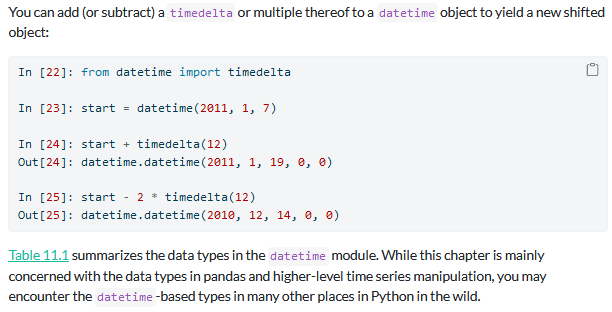 You can add (or subtract) a timedelta or multiple thereof to a datetime object to yield a new shifted
object:
In [22]: from datetime import timedelta
In [23]: start = datetime(2011, 1, 7)
In [24]: start + timedelta(12)
Out[24]: datetime.datetime(2011, 1, 19, 0, 0)
In [25]: start - 2 * timedelta(12)
Out[25]: datetime.datetime(2010, 12, 14, 0, 0)
Table 11.1 summarizes the data types in the datetime module. While this chapter is mainly
concerned with the data types in pandas and higher-level time series manipulation, you may
encounter the datetime -based types in many other places in Python in the wild.